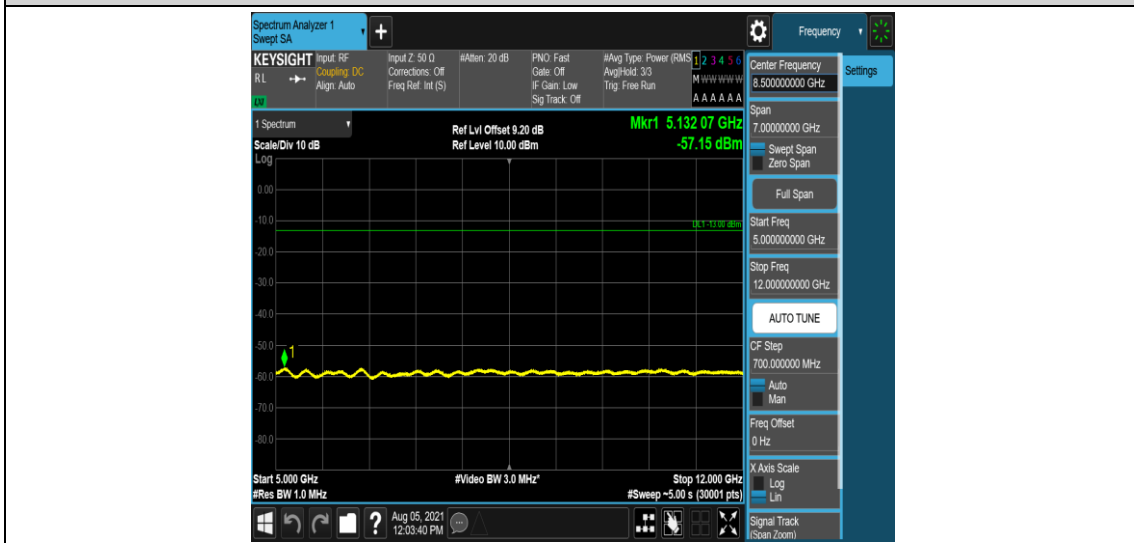 Spectrum Analyzer 1
Swept SA
+
Frequency
KEYSIGHT
RL
LXI
Input: RF
Coupling: DC
Align: Auto
Input Z: 50 Ω
Corrections: Off
Freq Ref: Int (S)
#Atten: 20 dB
PNO: Fast
Gate: Off
IF Gain: Low
Sig Track: Off
#Avg Type: Power (RMS
Avg|Hold: 3/3
Trig: Free Run
1 2 3 4 5 6
M W W W W W
A A A A A A
1 Spectrum
Scale/Div 10 dB
Ref Lvl Offset 9.20 dB
Ref Level 10.00 dBm
Mkr1 5.132 07 GHz
-57.15 dBm
Log
0.00
-10.0
DL1 -13.00 dBm
-20.0
-30.0
-40.0
-50.0
1
-60.0
-70.0
-80.0
Start 5.000 GHz
#Video BW 3.0 MHz*
Stop 12.000 GHz
#Res BW 1.0 MHz
#Sweep ~5.00 s (30001 pts)
?
Aug 05, 2021
12:03:40 PM
Center Frequency
8.500000000 GHz
Settings
Span
7.00000000 GHz
Swept Span
Zero Span
Full Span
Start Freq
5.000000000 GHz
Stop Freq
12.000000000 GHz
AUTO TUNE
CF Step
700.000000 MHz
Auto
Man
Freq Offset
0 Hz
X Axis Scale
Log
Lin
Signal Track
(Span Zoom)